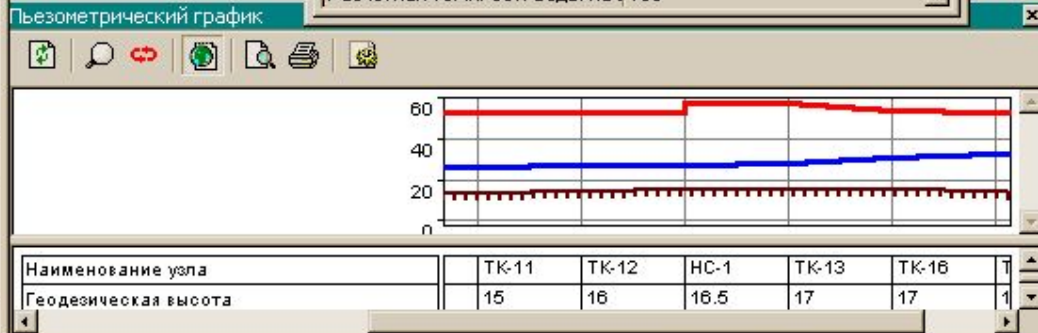 Пьезометрический график
60
40
20
0
Наименование узла ТК-11 ТК-12 НС-1 ТК-13 ТК-16
Геодезическая высота 15 16 16.5 17 17